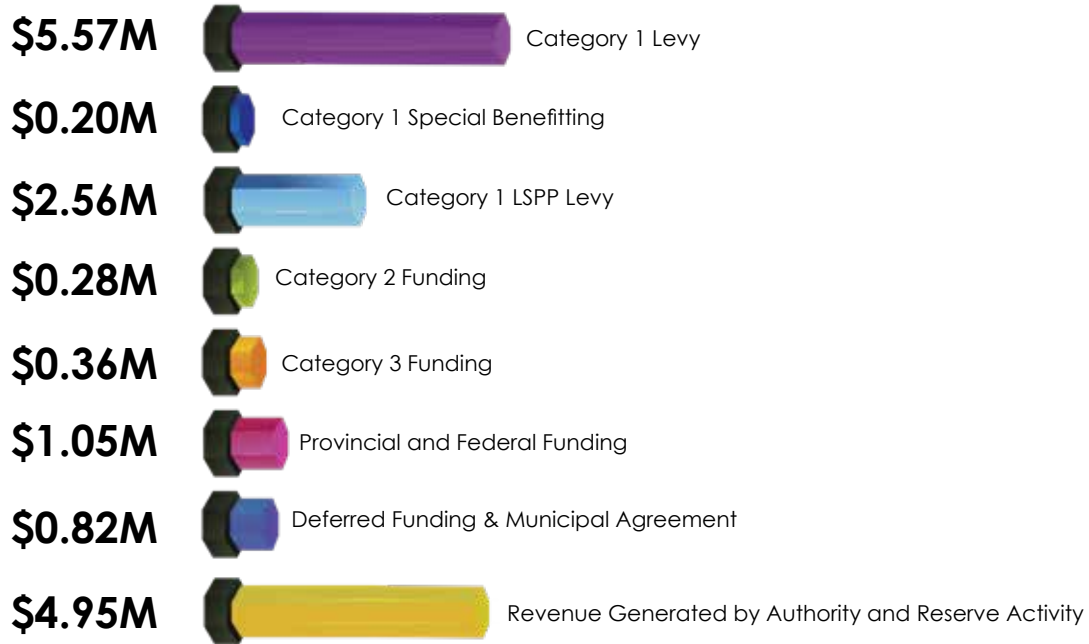 $5.57M Category 1 Levy
$0.20M Category 1 Special Benefitting
$2.56M Category 1 LSPP Levy
$0.28M Category 2 Funding
$0.36M Category 3 Funding
$1.05M Provincial and Federal Funding
$0.82M Deferred Funding & Municipal Agreement
$4.95M Revenue Generated by Authority and Reserve Activity